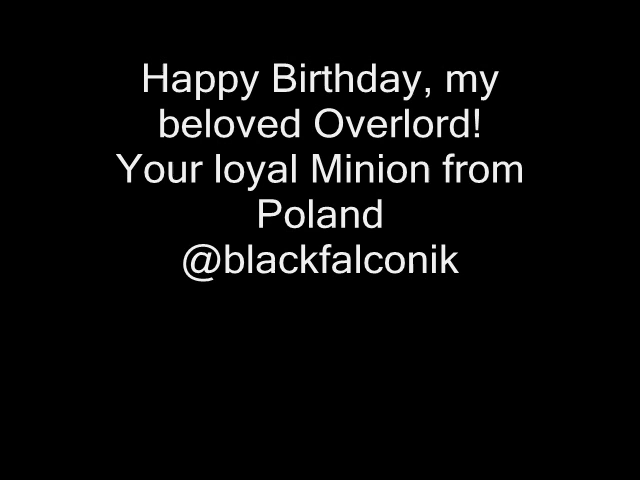 Happy Birthday, my
beloved Overlord!
Your loyal Minion from
Poland
@blackfalconik